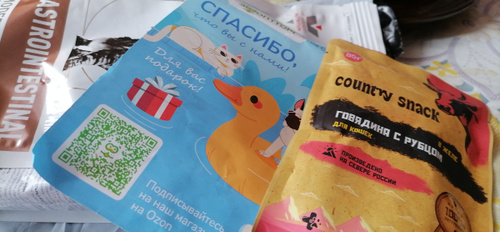 GASTROINTESTINAL
СПАСИБО,
что вы с нами!
Для вас
подарок!
Подписывайтесь
на наш магазин
на Ozon
country snack
ГОВЯДИНА С РУБЦОМ
В ЖЕЛЕ
ДЛЯ КОШЕК
ПРОИЗВЕДЕНО
НА СЕВЕРЕ РОССИИ